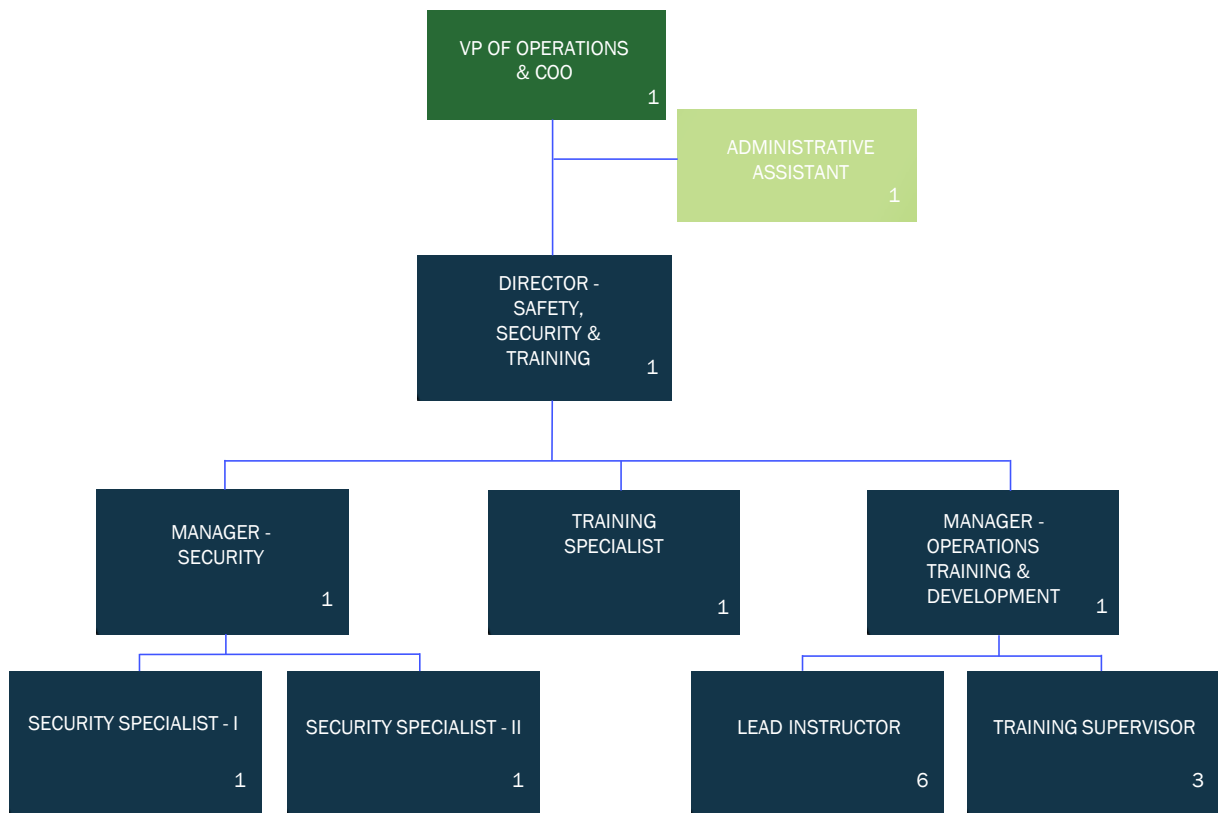 VP OF OPERATIONS
& COO
1
ADMINISTRATIVE
ASSISTANT
1
DIRECTOR -
SAFETY,
SECURITY &
TRAINING
1
MANAGER -
SECURITY
1
TRAINING
SPECIALIST
1
MANAGER -
OPERATIONS
TRAINING &
DEVELOPMENT
1
SECURITY SPECIALIST - I
1
SECURITY SPECIALIST - II
1
LEAD INSTRUCTOR
6
TRAINING SUPERVISOR
3